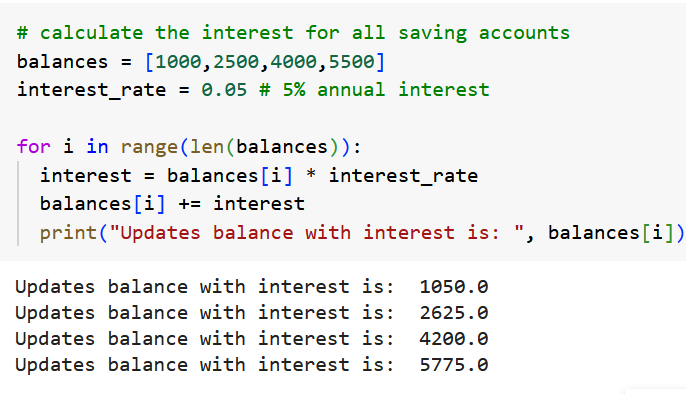 # calculate the interest for all saving accounts
balances = [1000,2500,4000,5500]
interest_rate = 0.05 # 5% annual interest
for i in range(len(balances)):
interest = balances[i] * interest_rate
balances[i] += interest
print("Updates balance with interest is: ", balances[i])
Updates balance with interest is:  1050.0
Updates balance with interest is:  2625.0
Updates balance with interest is:  4200.0
Updates balance with interest is:  5775.0